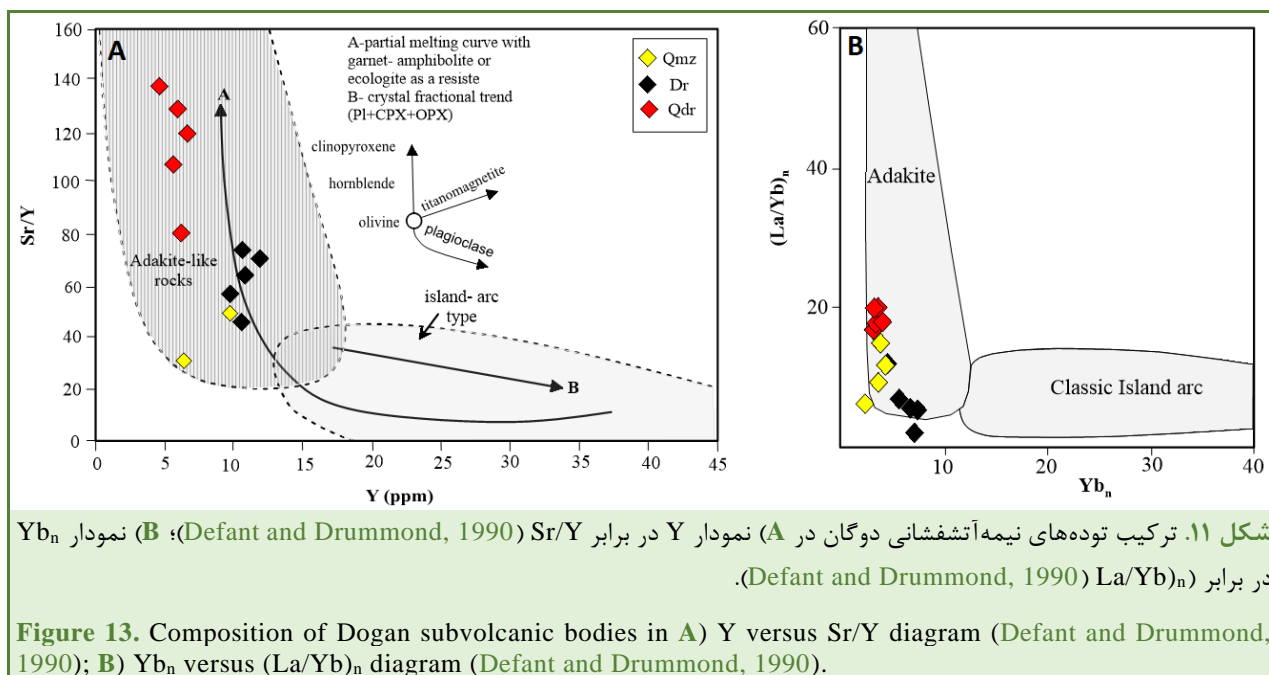 160
140
120
100
80
60
40
20
0
Sr/Y
A
A-partial melting curve with
garnet- amphibolite or
ecologite as a resiste
B- crystal fractional trend
(Pl+CPX+OPX)
Qmz
Dr
Qdr
A
clinopyroxene
hornblende
olivine
titanomagnetite
plagioclase
Adakite-like
rocks
island- arc
type
B
0
5
10
15
20
25
30
35
40
45
Y (ppm)
60
40
20
(La/Yb)n
B
Adakite
Classic Island arc
10
20
30
40
Ybn
شکل ۱۱. ترکیب توده‌های نیمه‌آتشفشانی دوگان در A) نمودار Y در برابر Sr/Y (Defant and Drummond, 1990)؛ B) نمودار Ybn
در برابر (La/Yb)n (Defant and Drummond, 1990).
Figure 13. Composition of Dogan subvolcanic bodies in A) Y versus Sr/Y diagram (Defant and Drummond,
1990); B) Ybn versus (La/Yb)n diagram (Defant and Drummond, 1990).